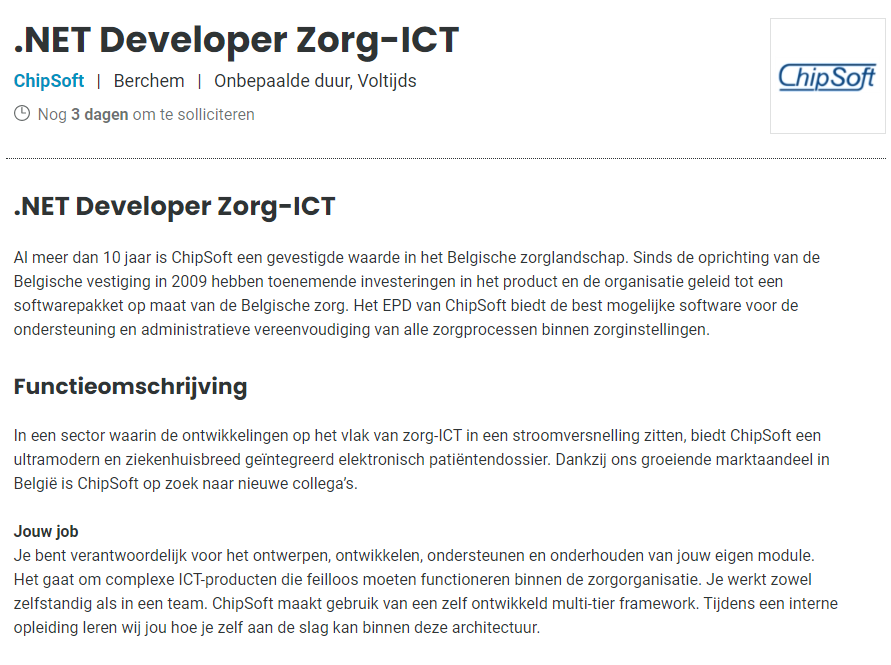 .NET Developer Zorg-ICT
ChipSoft | Berchem | Onbepaalde duur, Voltijds
Nog 3 dagen om te solliciteren
ChipSoft
.NET Developer Zorg-ICT
Al meer dan 10 jaar is ChipSoft een gevestigde waarde in het Belgische zorglandschap. Sinds de oprichting van de
Belgische vestiging in 2009 hebben toenemende investeringen in het product en de organisatie geleid tot een
softwarepakket op maat van de Belgische zorg. Het EPD van ChipSoft biedt de best mogelijke software voor de
ondersteuning en administratieve vereenvoudiging van alle zorgprocessen binnen zorginstellingen.
Functieomschrijving
In een sector waarin de ontwikkelingen op het vlak van zorg-ICT in een stroomversnelling zitten, biedt ChipSoft een
ultramodern en ziekenhuisbreed geïntegreerd elektronisch patiëntendossier. Dankzij ons groeiende marktaandeel in
België is ChipSoft op zoek naar nieuwe collega’s.
Jouw job
Je bent verantwoordelijk voor het ontwerpen, ontwikkelen, ondersteunen en onderhouden van jouw eigen module.
Het gaat om complexe ICT-producten die feilloos moeten functioneren binnen de zorgorganisatie. Je werkt zowel
zelfstandig als in een team. ChipSoft maakt gebruik van een zelf ontwikkeld multi-tier framework. Tijdens een interne
opleiding leren wij jou hoe je zelf aan de slag kan binnen deze architectuur.